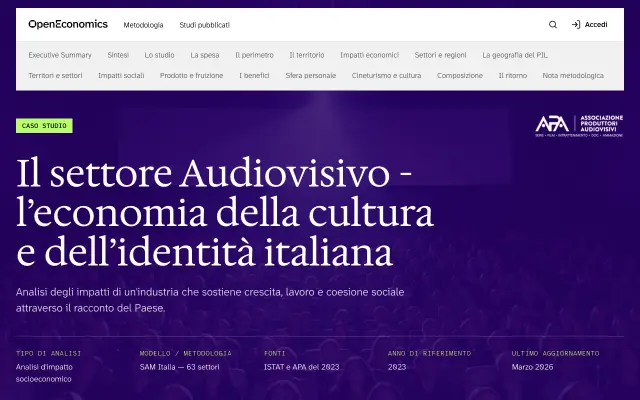 OpenEconomics Metodologia Studi pubblicati Accedi
Executive Summary Sintesi Lo studio La spesa Il perimetro Il territorio Impatti economici Settori e regioni La geografia del PIL
Territori e settori Impatti sociali Prodotto e fruizione I benefici Sfera personale Cineturismo e cultura Composizione Il ritorno Nota metodologica
CASO STUDIO
APA ASSOCIAZIONE
PRODUTTORI
AUDIOVISIVI
Il settore Audiovisivo -
l'economia della cultura
e dell'identità italiana
Analisi degli impatti di un'industria che sostiene crescita, lavoro e coesione sociale
attraverso il racconto del Paese.
TIPO DI ANALISI MODELLO / METODOLOGIA FONTI ANNO DI RIFERIMENTO ULTIMO AGGIORNAMENTO
Analisi d'impatto SAM Italia — 63 settori ISTAT e APA del 2023 2023 Marzo 2026
socioeconomico